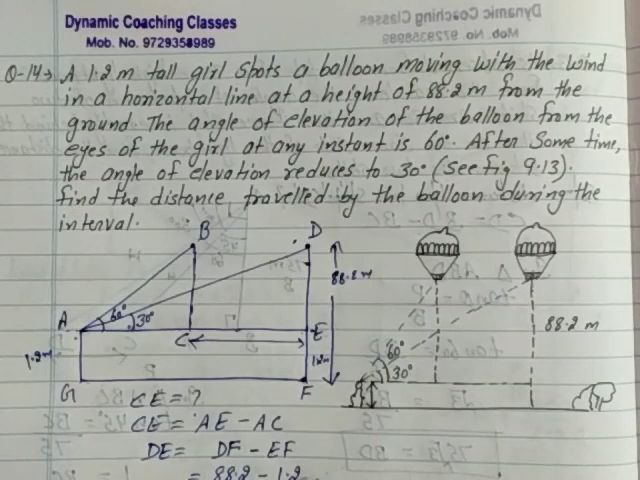 Dynamic Coaching Classes
Mob. No. 9729358989
Q-14→ A 1.2 m tall girl spots a balloon moving with the wind
in a horizontal line at a height of 88.2 m from the
ground. The angle of elevation of the balloon from the
eyes of the girl at any instant is 60°. After some time,
the angle of elevation reduces to 30° (see fig 9.13).
find the distance travelled by the balloon during the
interval.
B
D
88.2m
A
60°
30°
C
E
1.2m
1.2m
G
F
88.2 m
60°
30°
CE = ?
CE = AE - AC
DE = DF - EF
= 88.2 - 1.2